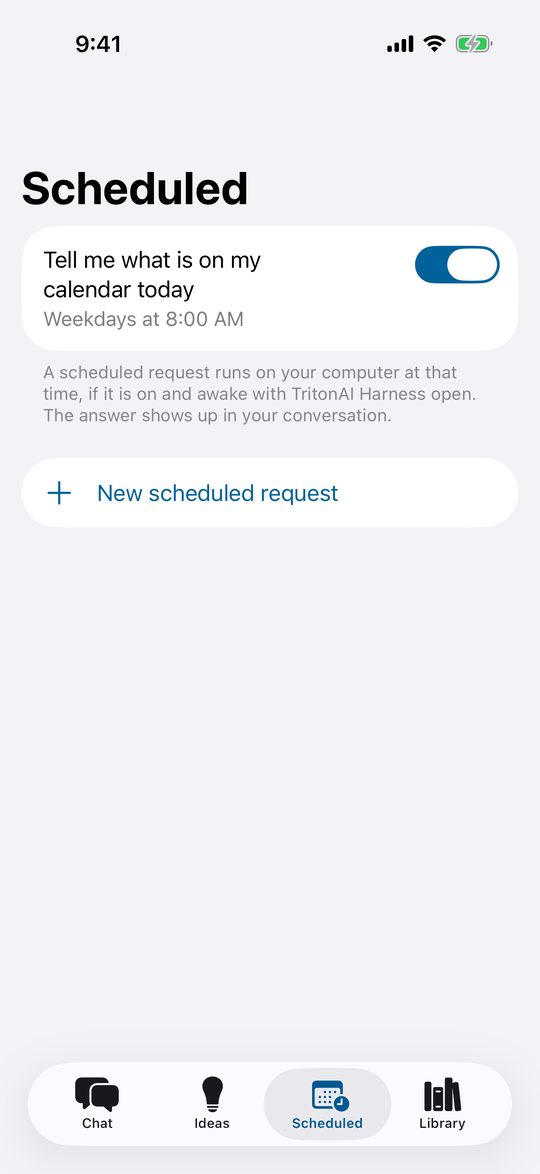 9:41
Scheduled
Tell me what is on my
calendar today
Weekdays at 8:00 AM
A scheduled request runs on your computer at that
time, if it is on and awake with TritonAI Harness open.
The answer shows up in your conversation.
New scheduled request
Chat
Ideas
Scheduled
Library